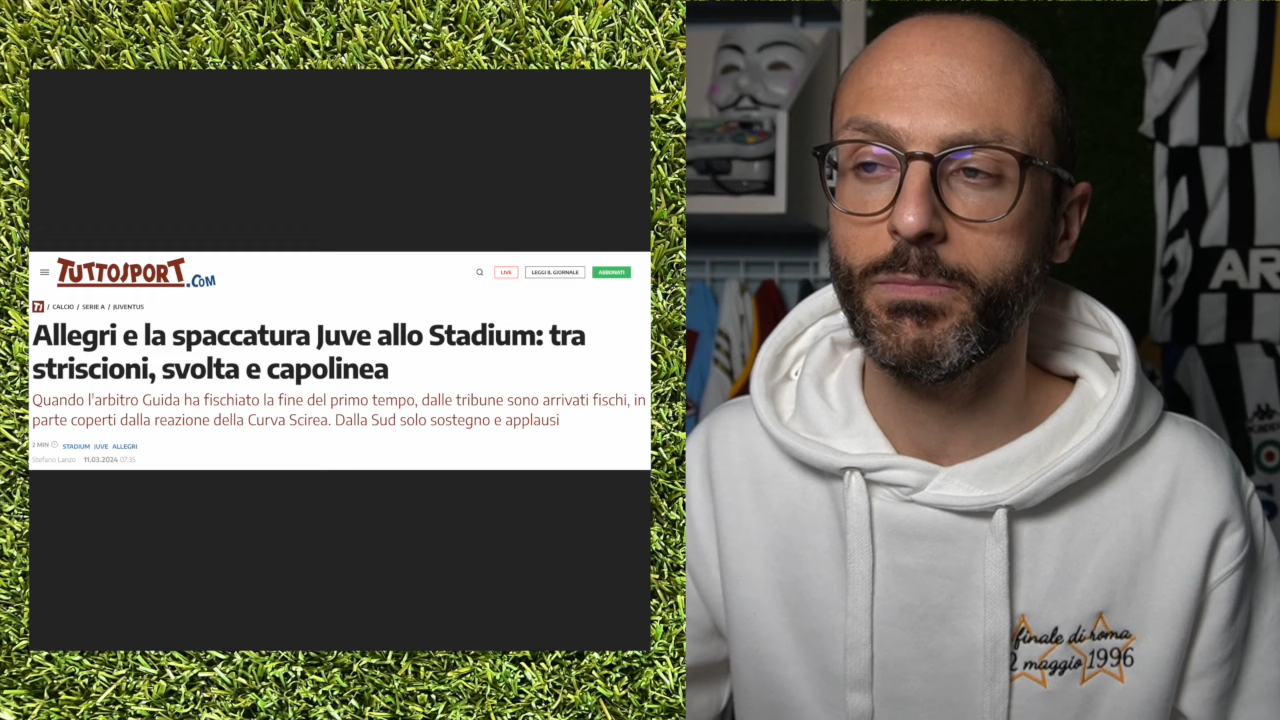 TUTTOSPORT
.COM
LIVE
LEGGI IL GIORNALE
ABBONATI
/ CALCIO / SERIE A / JUVENTUS
Allegri e la spaccatura Juve allo Stadium: tra
striscioni, svolta e capolinea
Quando l'arbitro Guida ha fischiato la fine del primo tempo, dalle tribune sono arrivati fischi, in
parte coperti dalla reazione della Curva Scirea. Dalla Sud solo sostegno e applausi
2 MIN
STADIUM JUVE ALLEGRI
Stefano Lanzo 11.03.2024 07:35
AR
finale di roma
2 maggio 1996